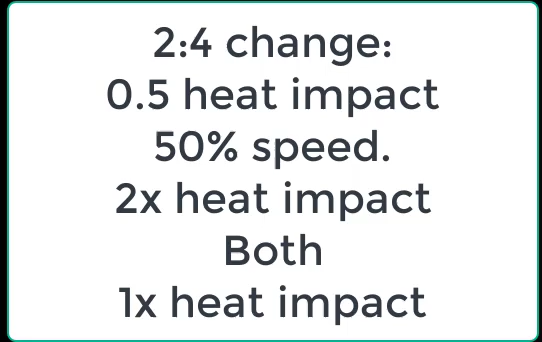 2:4 change:
0.5 heat impact
50% speed.
2x heat impact
Both
1x heat impact